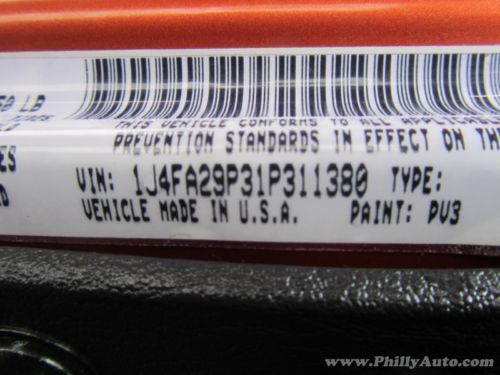 LB
THIS VEHICLE CONFORMS TO ALL APPLICABLE
PREVENTION STANDARDS IN EFFECT ON THE
VIN: 1J4FA29P31P311380 TYPE:
VEHICLE MADE IN U.S.A. PAINT: PV3
www.PhillyAuto.com